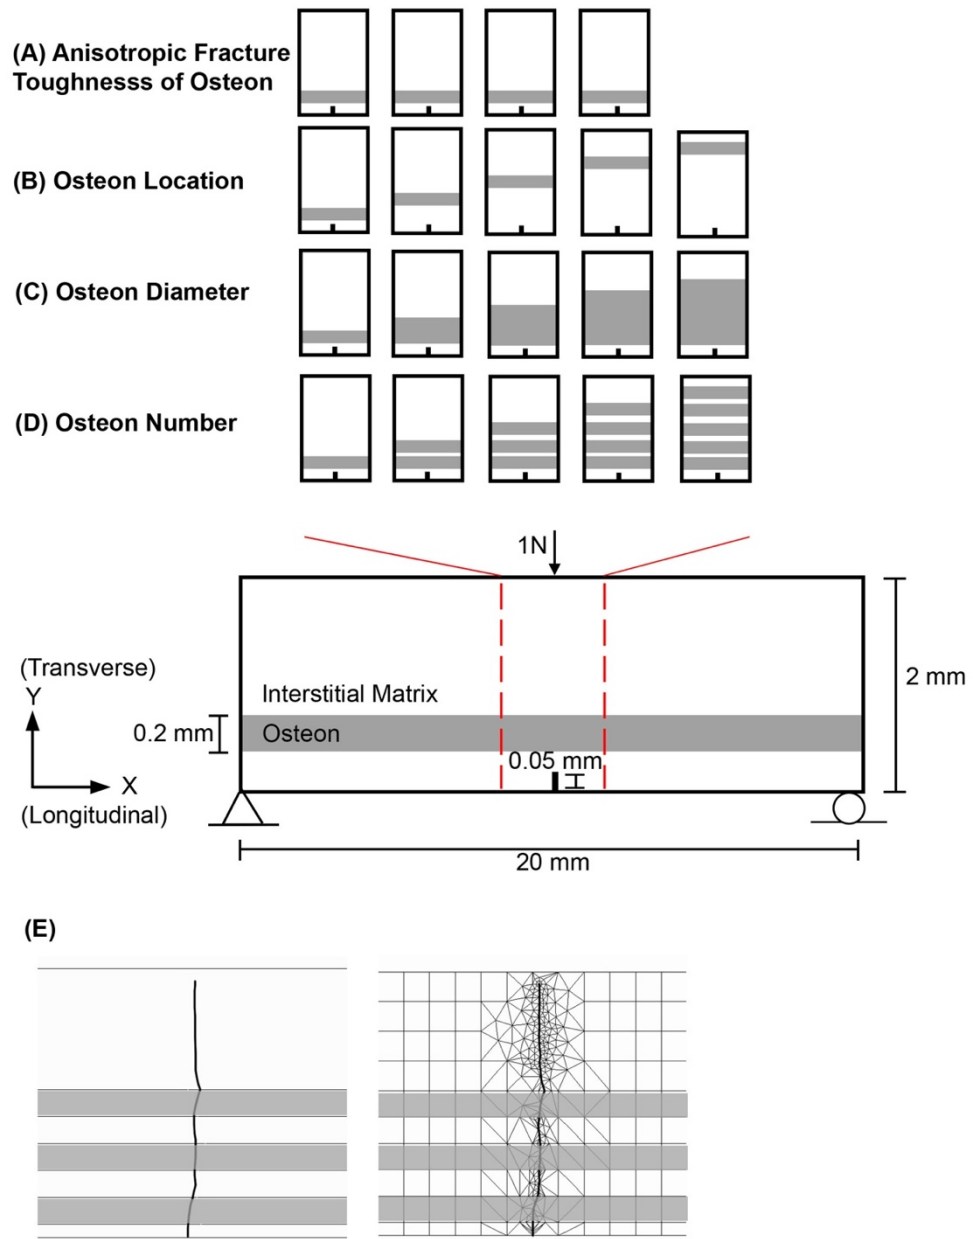 (A) Anisotropic Fracture
Toughnesss of Osteon
(B) Osteon Location
(C) Osteon Diameter
(D) Osteon Number
1N
(Transverse)
Y
2 mm
Interstitial Matrix
0.2 mm
Osteon
0.05 mm
X
(Longitudinal)
20 mm
(E)